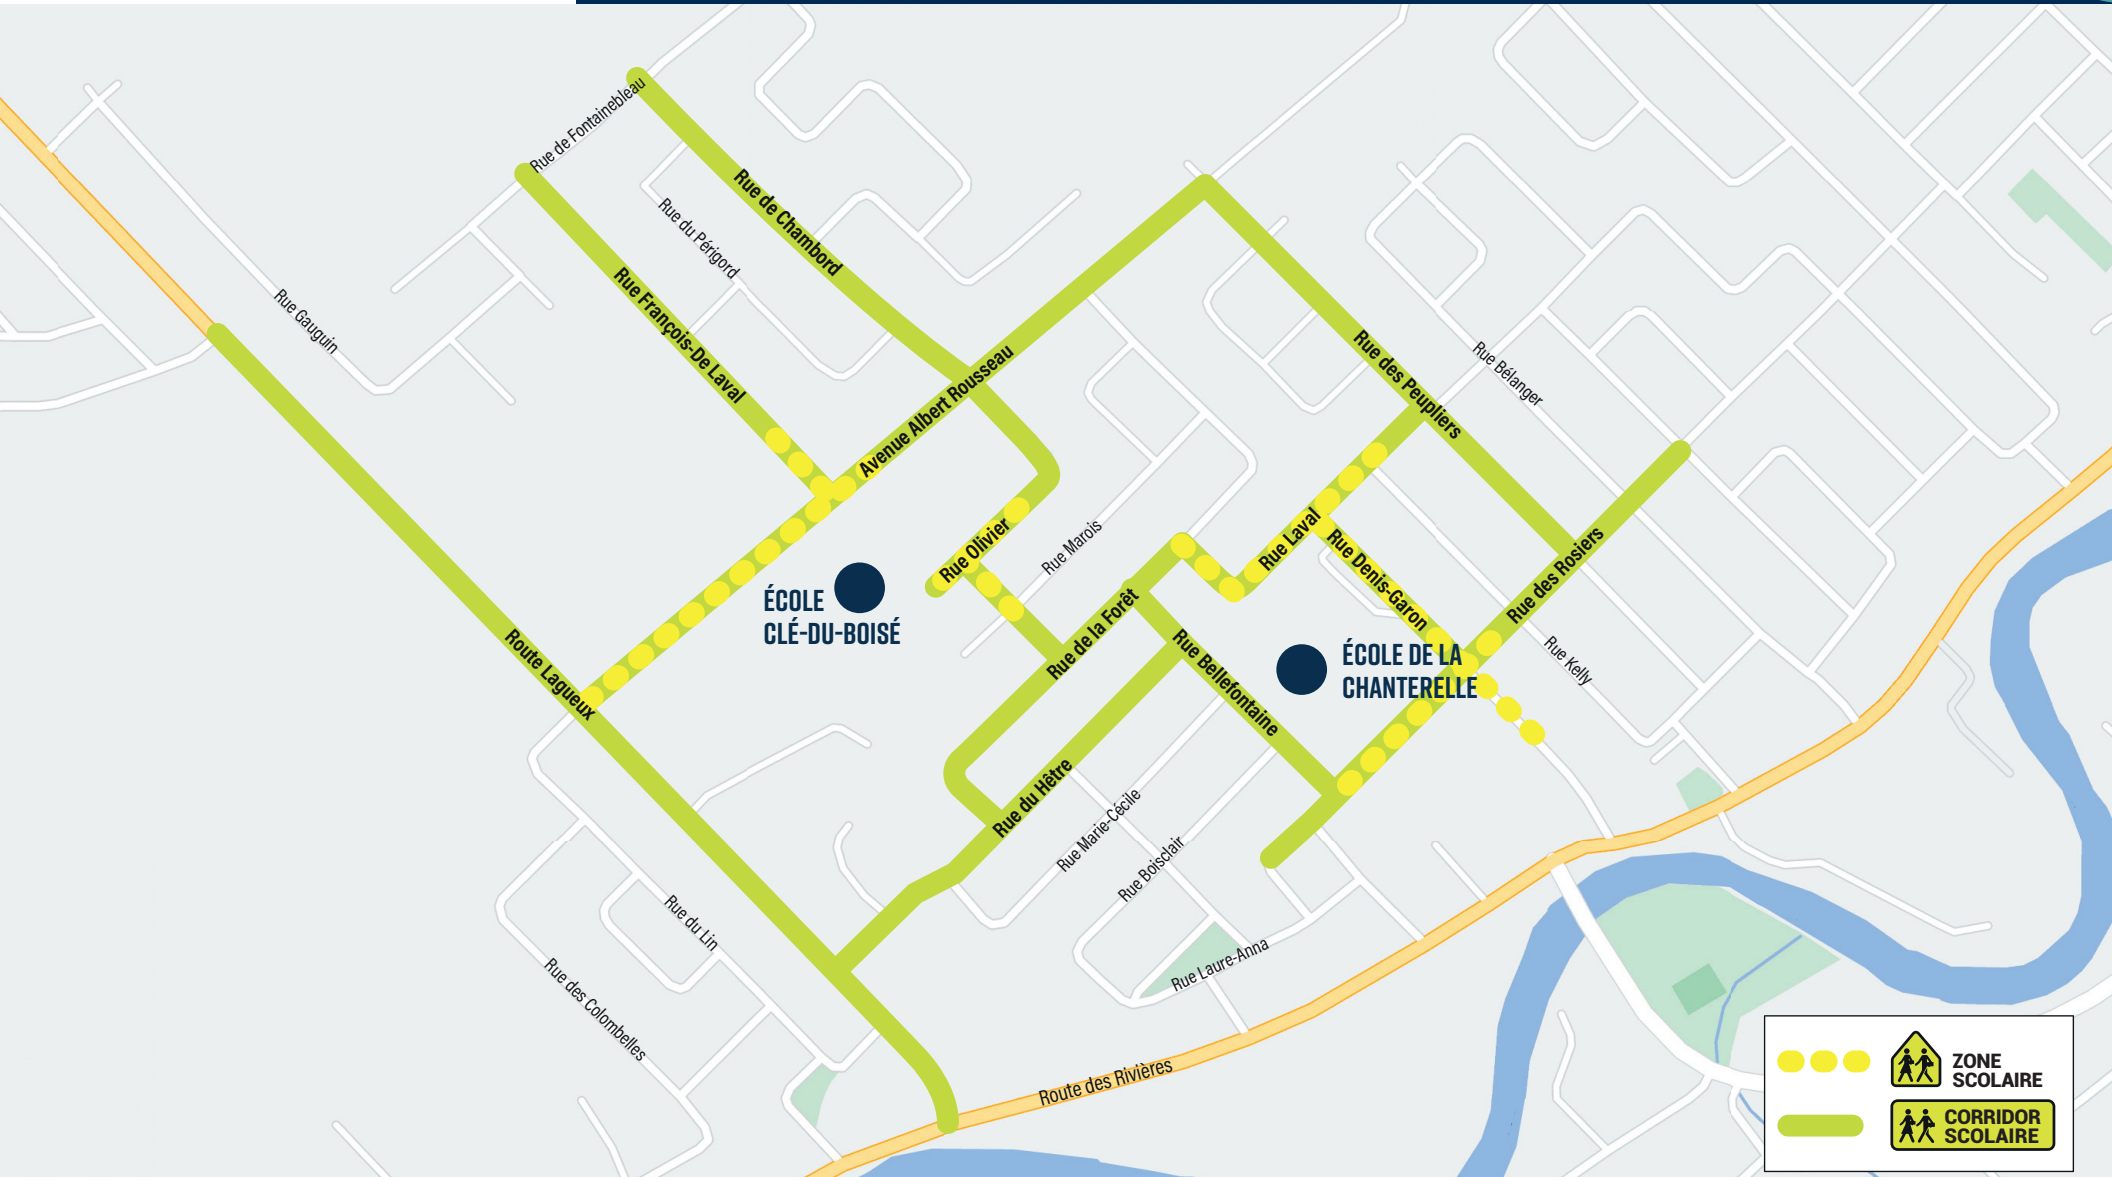 Rue de Fontainebleau
Rue de Chambord
Rue du Périgord
Rue François-De Laval
Rue Gauguin
Avenue Albert Rousseau
Rue des Peupliers
Rue Bélanger
Rue Olivier
Rue Marois
Rue Laval
Rue Denis-Garon
Rue des Rosiers
ÉCOLE
CLÉ-DU-BOISÉ
Rue de la Forêt
Rue Bellefontaine
ÉCOLE DE LA
CHANTERELLE
Rue Kelly
Route Lagueux
Rue du Hêtre
Rue Marie-Cécile
Rue Boisclair
Rue du Lin
Rue Laure-Anna
Rue des Colombelles
Route des Rivières
ZONE
SCOLAIRE
CORRIDOR
SCOLAIRE